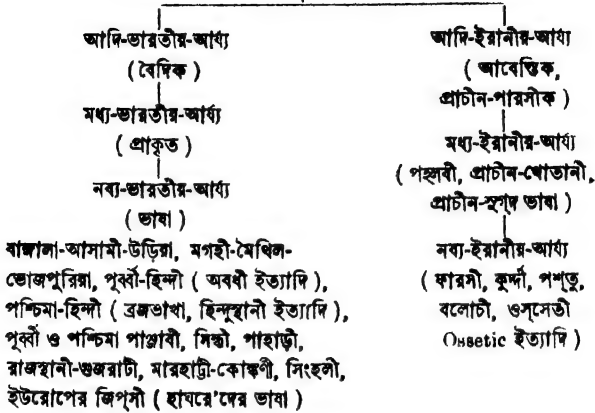 আদি-ভারতীয়-আর্য্য
( বৈদিক )
মধ্য-ভারতীয়-আর্য্য
( প্রাকৃত )
নব্য-ভারতীয়-আর্য্য
( ভাষা )
বাঙ্গালা-আসামী-উড়িয়া, মগহী-মৈথিল-
ভোজপুরিয়া, পূর্ব্বী-হিন্দী ( অবধী ইত্যাদি ),
পশ্চিমা-হিন্দী ( ব্রজভাখা, হিন্দুস্থানী ইত্যাদি ),
পূর্ব্বী ও পশ্চিমা পাঞ্জাবী, সিন্ধী, পাহাড়ী,
রাজস্থানী-গুজরাটী, মারহাট্টী-কোঙ্কণী, সিংহলী,
ইউরোপের জিপ্‌সী ( হাঘরে'দের ভাষা )
আদি-ইরানীয়-আর্য্য
( আবেস্তিক,
প্রাচীন-পারসীক )
মধ্য-ইরানীয়-আর্য্য
( পহ্লবী, প্রাচীন-খোতানী,
প্রাচীন-সুগ্‌দ ভাষা )
নব্য-ইরানীয়-আর্য্য
( ফারসী, কুর্দ্দী, পশ্‌তু,
বলোচী, ওস্‌সেতী
Ossetic ইত্যাদি )